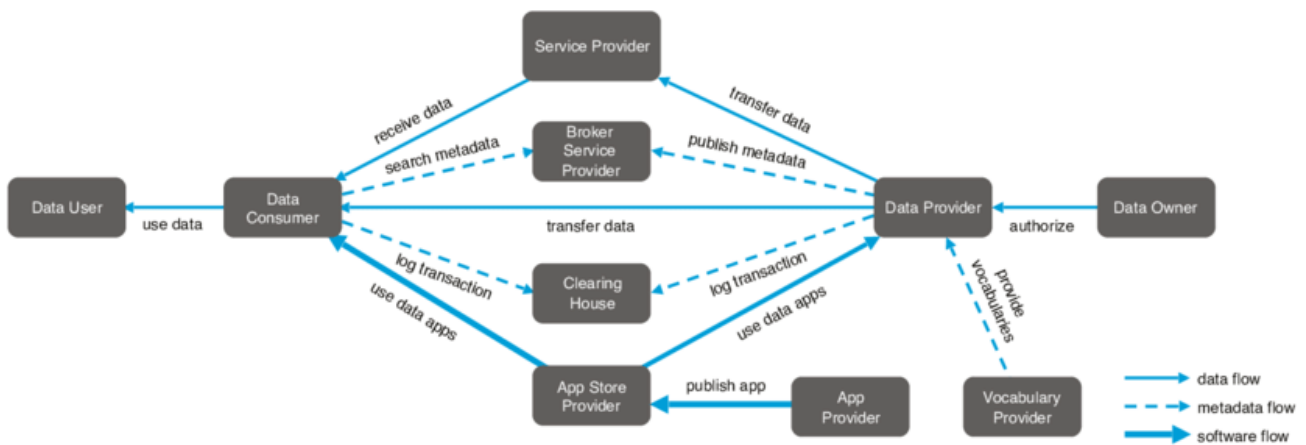 Service Provider
receive data
transfer data
search metadata
Broker
Service
Provider
publish metadata
Data User
use data
Data
Consumer
transfer data
Data Provider
authorize
Data Owner
log transaction
Clearing
House
log transaction
provide
vocabularies
use data apps
use data apps
App Store
Provider
publish app
App
Provider
Vocabulary
Provider
data flow
metadata flow
software flow